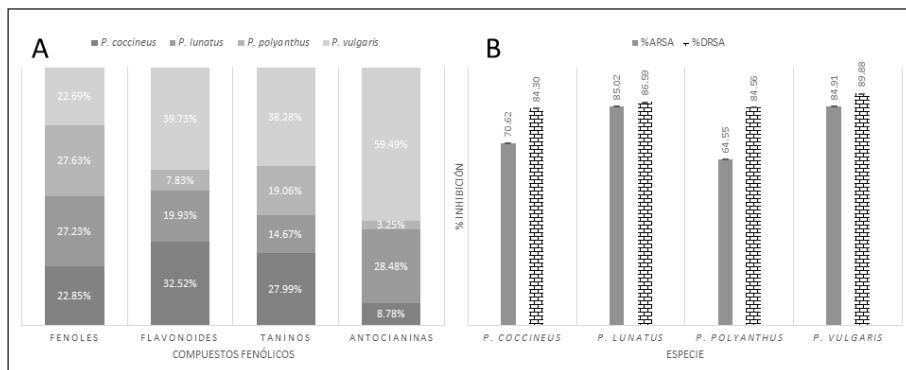 A
P. coccineus P. lunatus P. polyanthus P. vulgaris
22.69%
27.63%
27.23%
22.85%
39.73%
7.83%
19.93%
32.52%
38.28%
19.06%
14.67%
27.99%
59.49%
3.25%
28.48%
8.78%
FENOLES FLAVONOIDES TANINOS ANTOCIANINAS
COMPUESTOS FENÓLICOS
B
%ARSA %DRSA
% INHIBICIÓN
70.62
84.30
85.02
86.59
64.55
84.56
84.91
89.88
P. COCCINEUS P. LUNATUS P. POLYANTHUS P. VULGARIS
ESPECIE